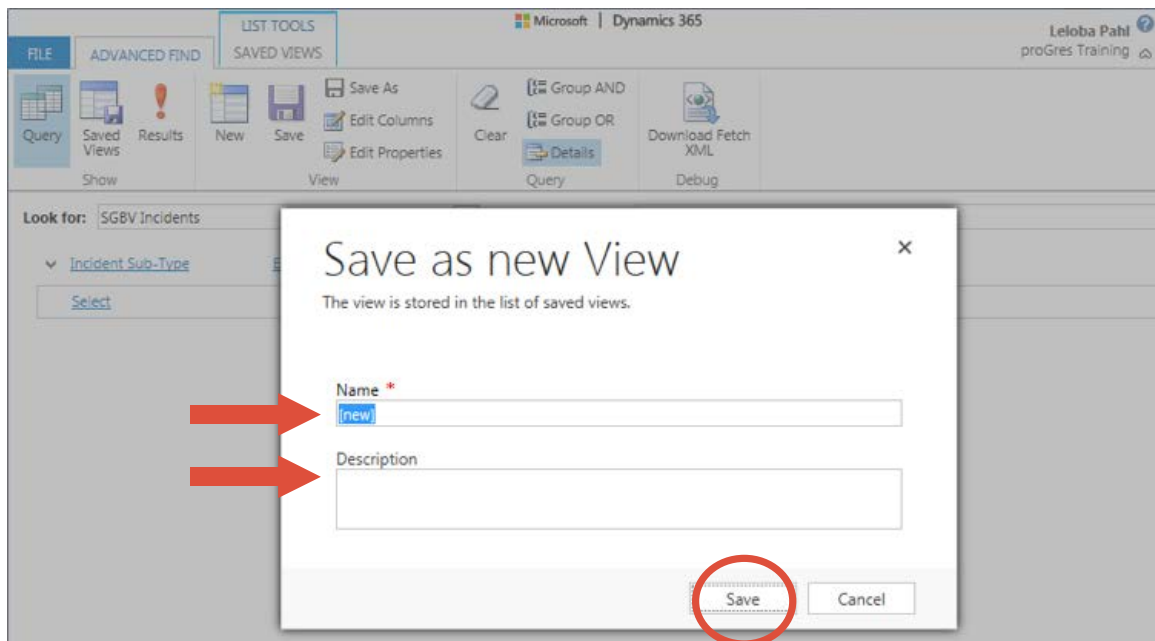 LIST TOOLS
Microsoft | Dynamics 365
Leloba Pahl
proGres Training
FILE
ADVANCED FIND
SAVED VIEWS
Query
Saved Views
Results
New
Save
Save As
Edit Columns
Edit Properties
Clear
Group AND
Group OR
Details
Download Fetch XML
Show
View
Query
Debug
Look for: SGBV Incidents
Incident Sub-Type
Select
Save as new View
×
The view is stored in the list of saved views.
Name *
[new]
Description
Save
Cancel